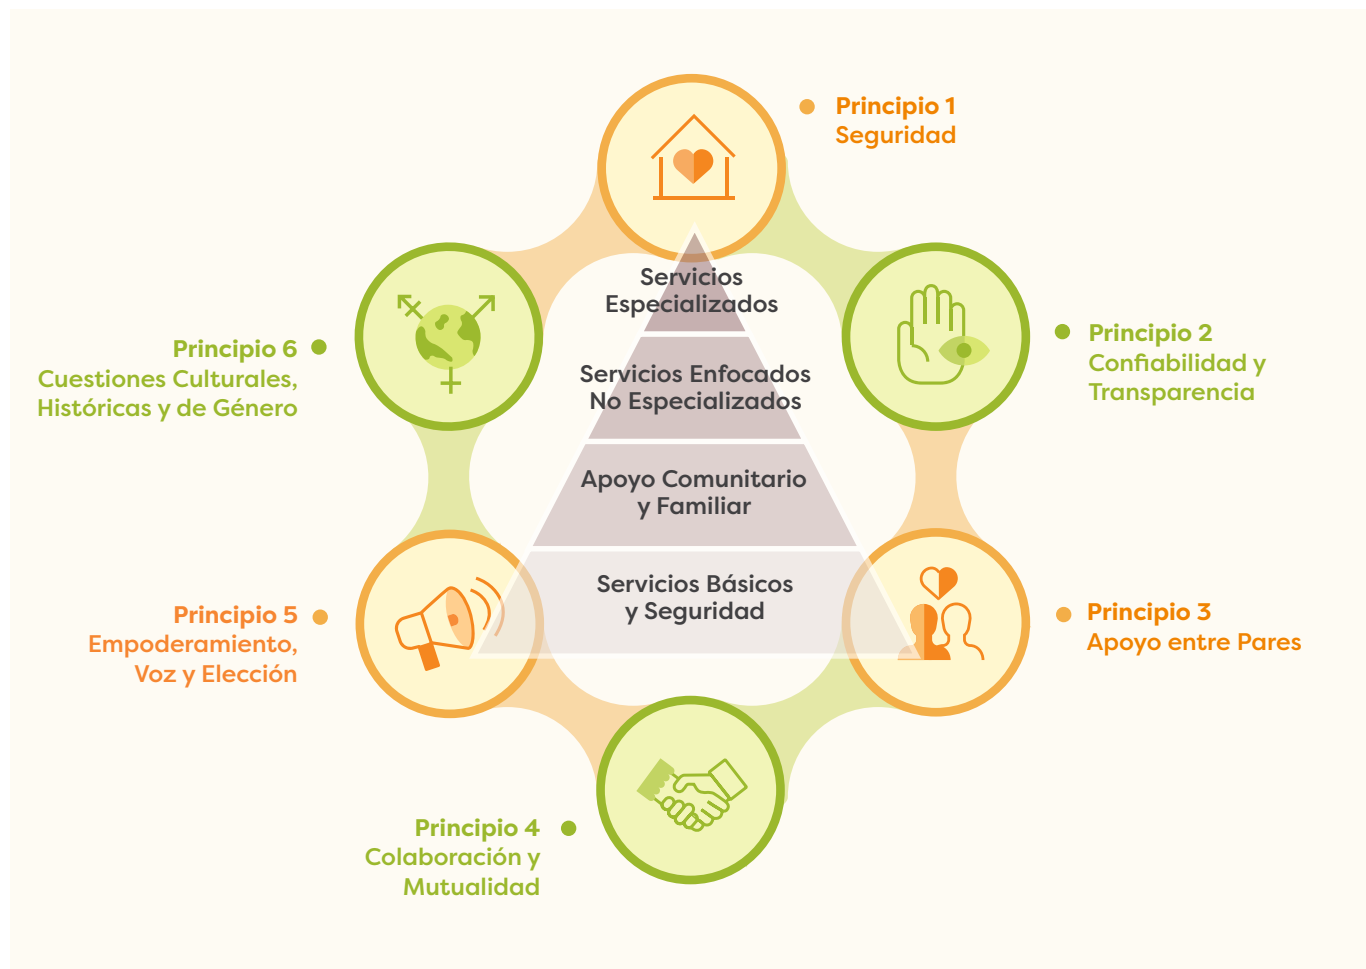 Principio 1
Seguridad
Principio 2
Confiabilidad y
Transparencia
Principio 3
Apoyo entre Pares
Principio 4
Colaboración y
Mutualidad
Principio 5
Empoderamiento,
Voz y Elección
Principio 6
Cuestiones Culturales,
Históricas y de Género
Servicios
Especializados
Servicios Enfocados
No Especializados
Apoyo Comunitario
y Familiar
Servicios Básicos
y Seguridad